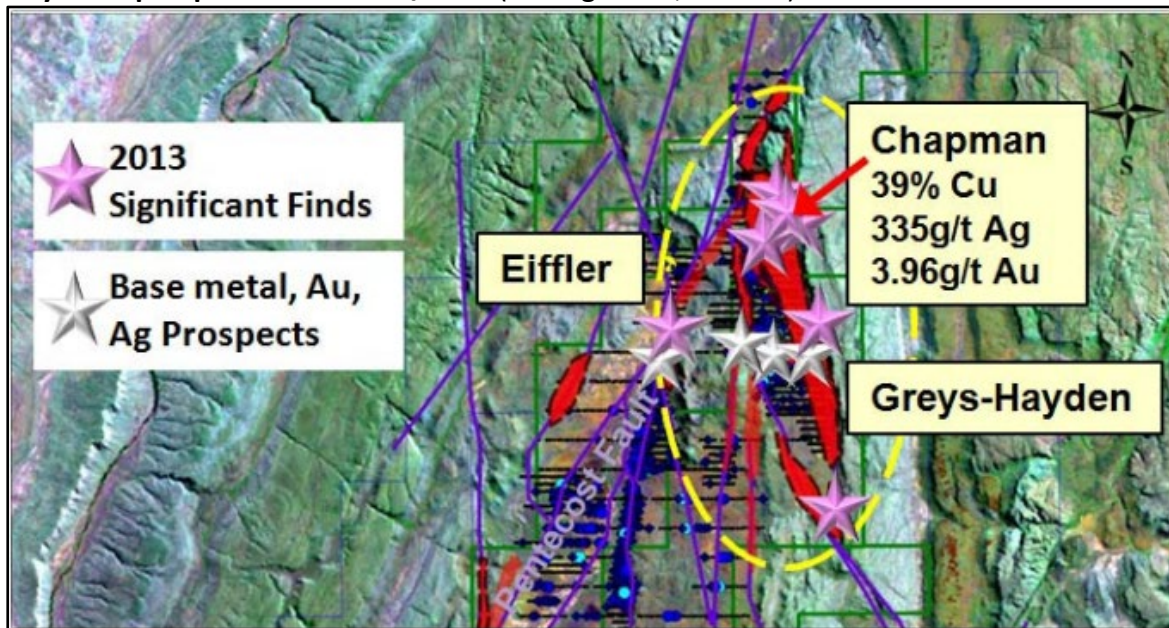 N
S
2013
Significant Finds
Base metal, Au,
Ag Prospects
Eiffler
Chapman
39% Cu
335g/t Ag
3.96g/t Au
Greys-Hayden
Pentecost Fault